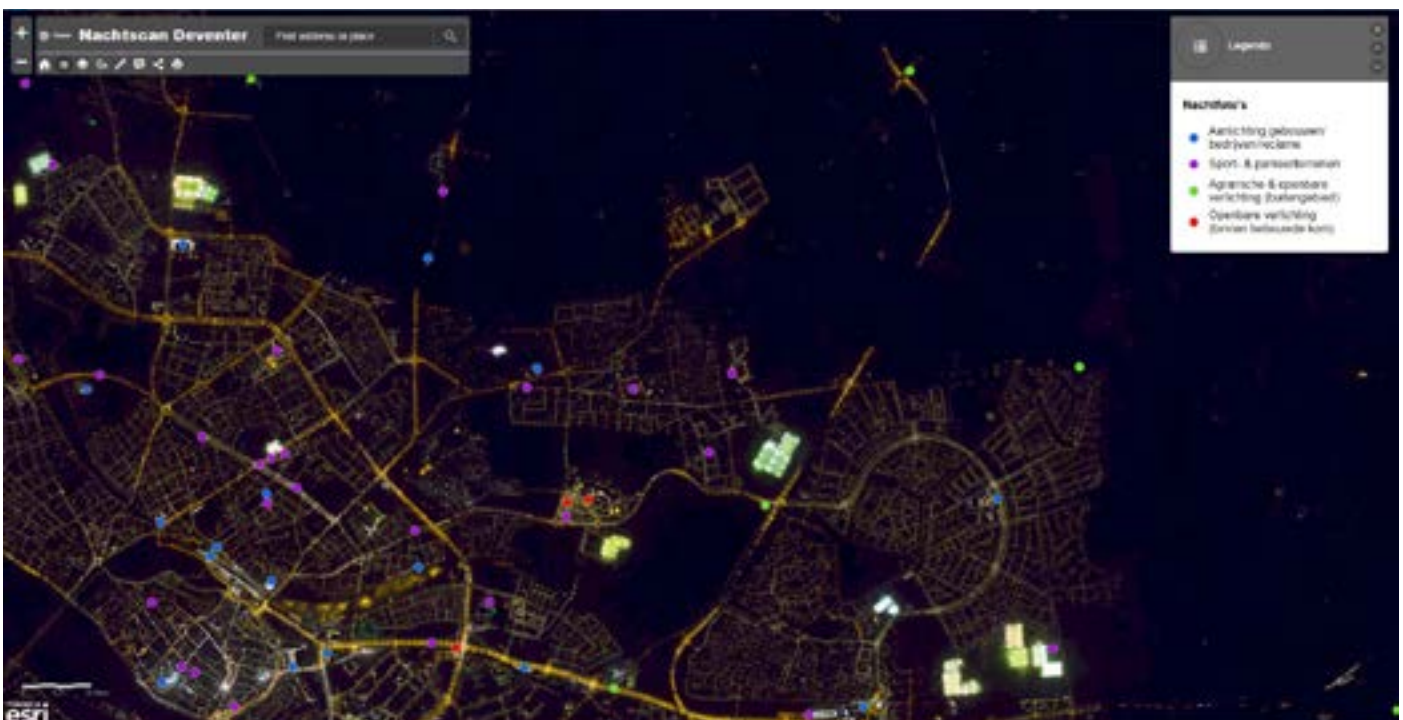 Nachtscan Deventer
Find address or place
Legenda
Nachtfoto's
Aanlichting gebouwen/
bedrijven/reclame
Sport- & parkeerterreinen
Agrarische & openbare
verlichting (buitengebied)
Openbare verlichting
(binnen bebouwde kom)
esri